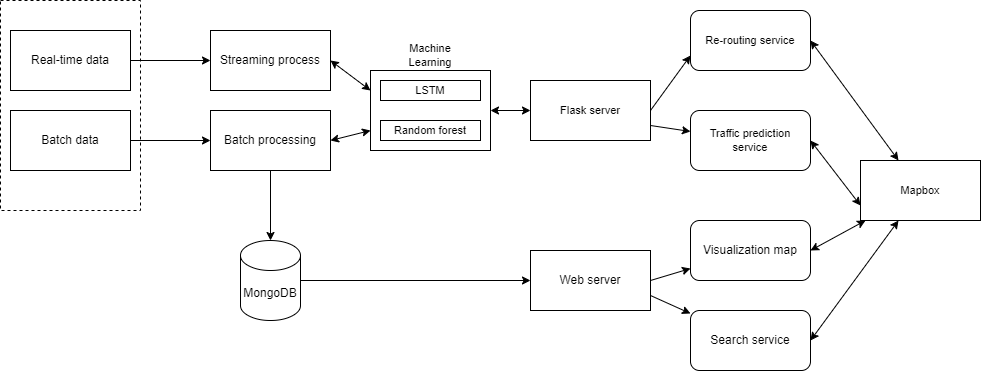 Real-time data
Streaming process
Machine
Learning
LSTM
Random forest
Batch data
Batch processing
Flask server
Re-routing service
Traffic prediction
service
Mapbox
MongoDB
Web server
Visualization map
Search service